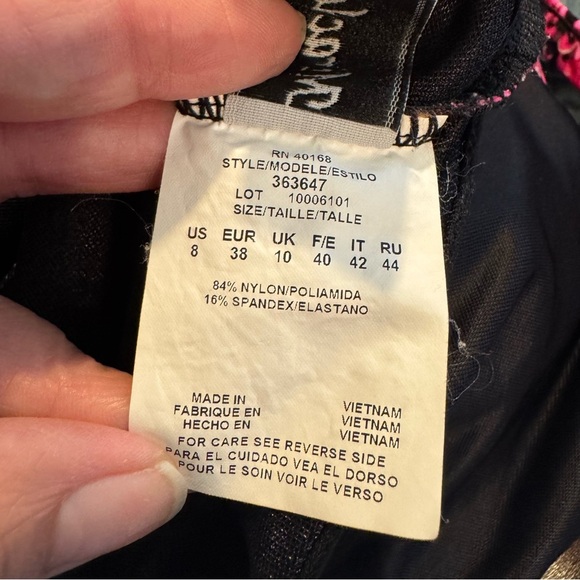 RN 40168
STYLE/MODELE/ESTILO
363647
LOT 10006101
SIZE/TAILLE/TALLE
US EUR UK F/E IT RU
8 38 10 40 42 44
84% NYLON/POLIAMIDA
16% SPANDEX/ELASTANO
MADE IN VIETNAM
FABRIQUE EN VIETNAM
HECHO EN VIETNAM
FOR CARE SEE REVERSE SIDE
PARA EL CUIDADO VEA EL DORSO
POUR LE SOIN VOIR LE VERSO